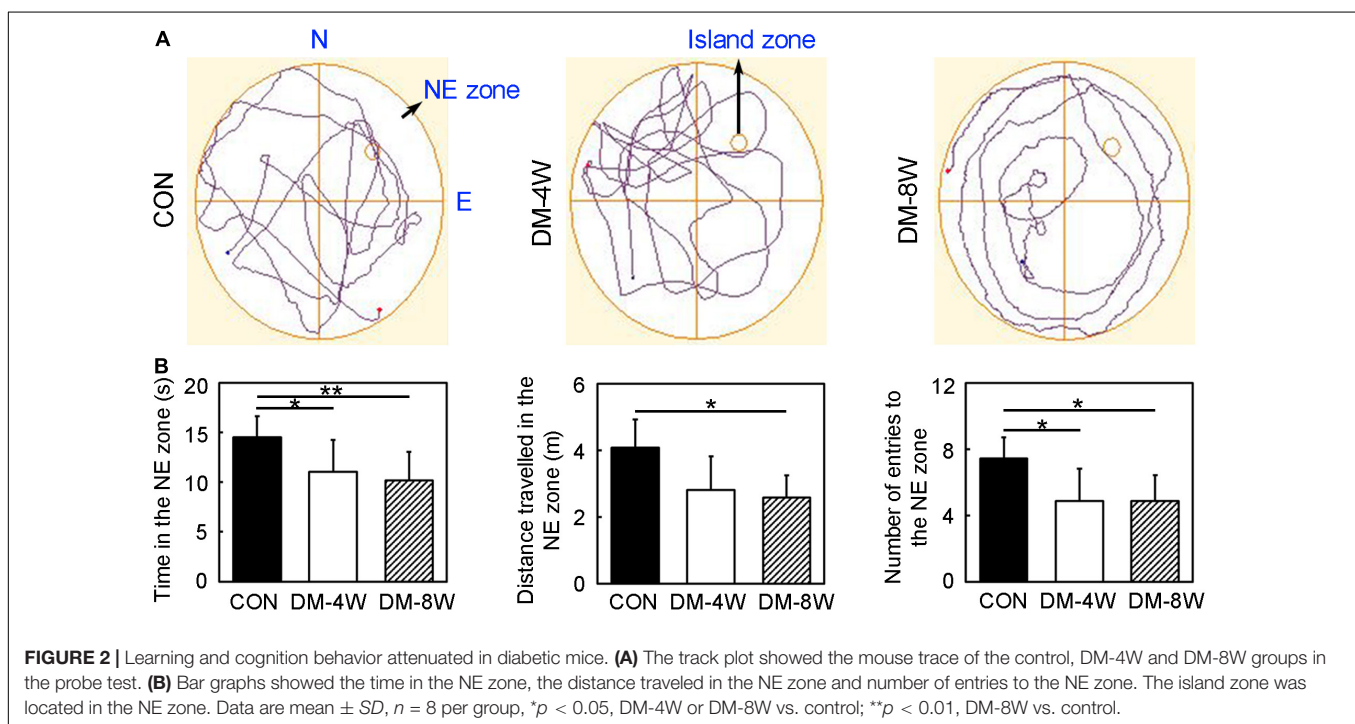 A
N
NE zone
E
CON
Island zone
DM-4W
DM-8W
B
Time in the NE zone (s)
20
15
10
5
0
*
**
CON DM-4W DM-8W
Distance travelled in the
NE zone (m)
6
4
2
0
*
CON DM-4W DM-8W
Number of entries to
the NE zone
12
8
4
0
*
*
CON DM-4W DM-8W
FIGURE 2 | Learning and cognition behavior attenuated in diabetic mice. (A) The track plot showed the mouse trace of the control, DM-4W and DM-8W groups in
the probe test. (B) Bar graphs showed the time in the NE zone, the distance traveled in the NE zone and number of entries to the NE zone. The island zone was
located in the NE zone. Data are mean ± SD, n = 8 per group, *p < 0.05, DM-4W or DM-8W vs. control; **p < 0.01, DM-8W vs. control.